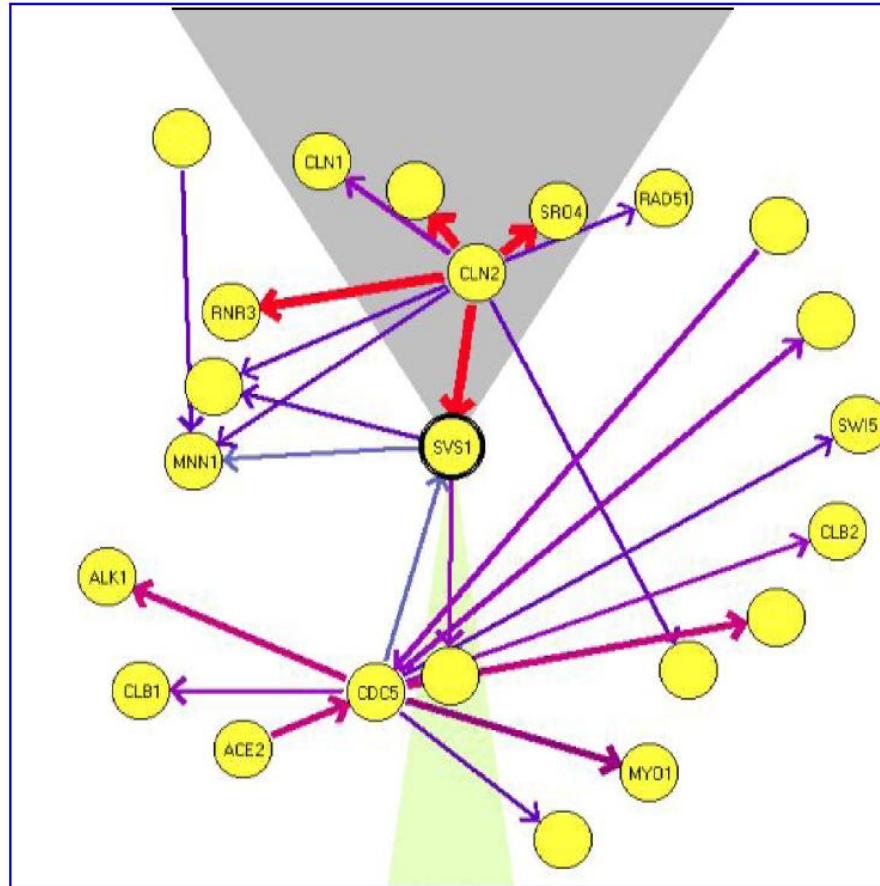 CLN1
RAD51
SRO4
CLN2
RNR3
SWI5
SVS1
MNN1
CLB2
ALK1
CLB1
CDC5
ACE2
MYO1